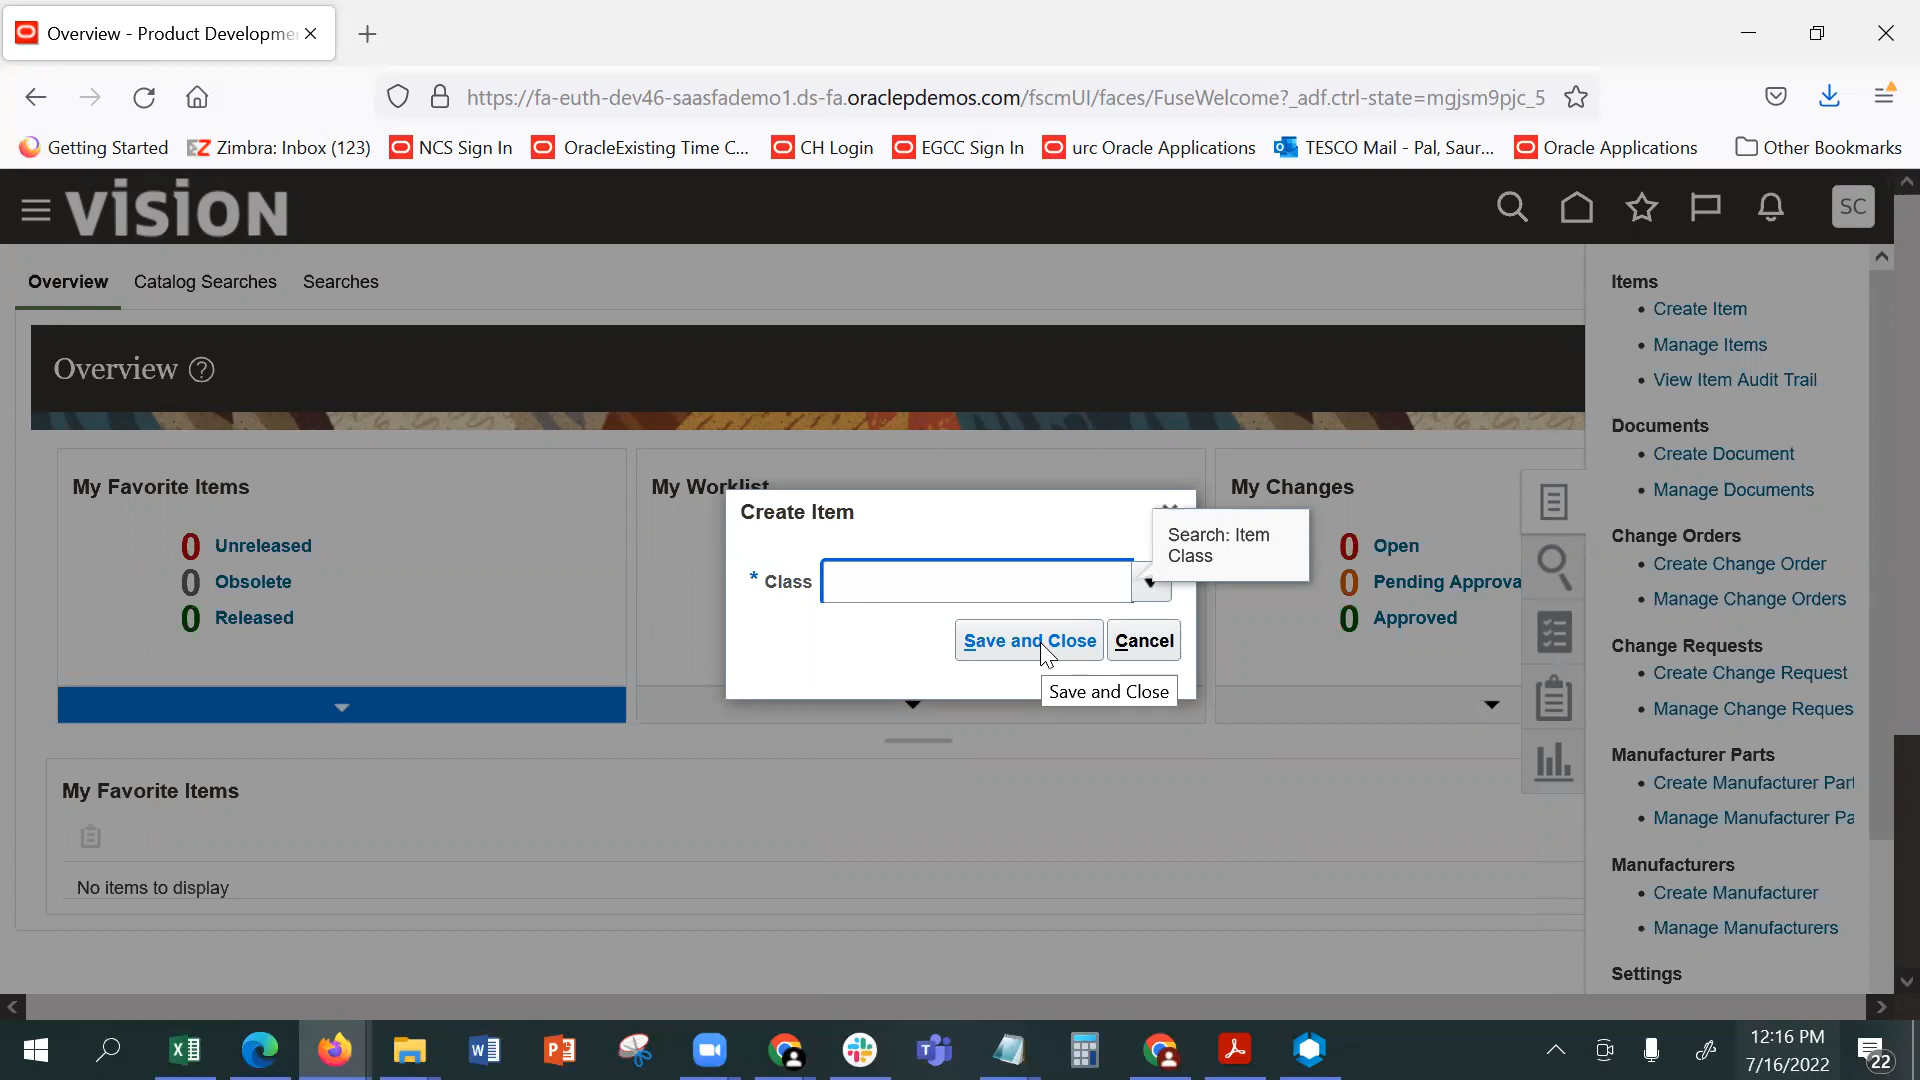 Overview - Product Developme
https://fa-euth-dev46-saasfademo1.ds-fa.oraclepdemos.com/fscmUI/faces/FuseWelcome?_adf.ctrl-state=mgjsm9pjc_5
Getting Started
Zimbra: Inbox (123)
NCS Sign In
OracleExisting Time C...
CH Login
EGCC Sign In
urc Oracle Applications
TESCO Mail - Pal, Saur...
Oracle Applications
Other Bookmarks
VISION
SC
Overview
Catalog Searches
Searches
Overview
My Favorite Items
0 Unreleased
0 Obsolete
0 Released
My Worklist
Create Item
* Class
Search: Item
Class
Save and Close
Cancel
Save and Close
My Changes
0 Open
0 Pending Approva
0 Approved
My Favorite Items
No items to display
Items
Create Item
Manage Items
View Item Audit Trail
Documents
Create Document
Manage Documents
Change Orders
Create Change Order
Manage Change Orders
Change Requests
Create Change Request
Manage Change Reques
Manufacturer Parts
Create Manufacturer Part
Manage Manufacturer Pa
Manufacturers
Create Manufacturer
Manage Manufacturers
Settings
12:16 PM
7/16/2022
22